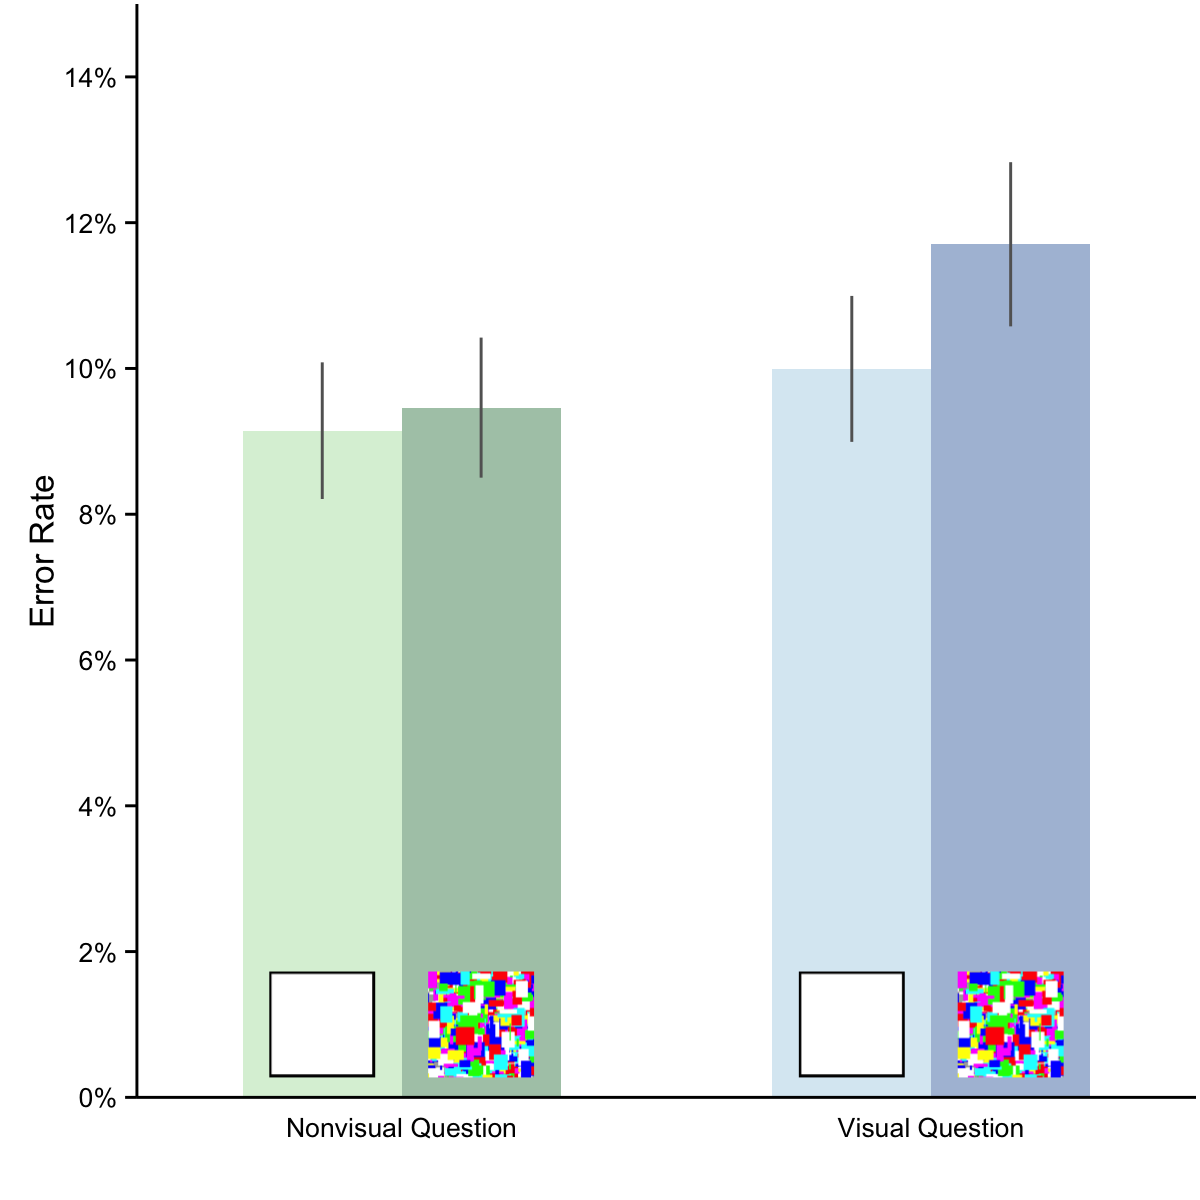 14%
12%
10%
8%
6%
4%
2%
0%
Error Rate
Nonvisual Question
Visual Question